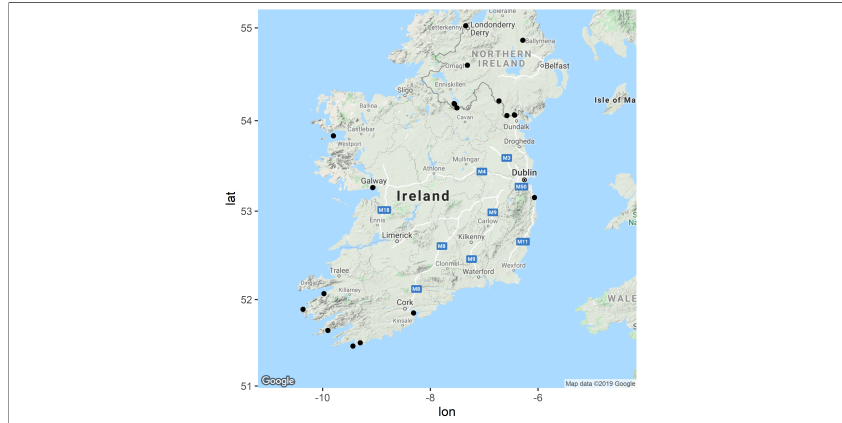 Coleraine
55
Letterkenny
Londonderry
Derry
Ballymena
NORTHERN
IRELAND
Omagh
Belfast
Enniskillen
Sligo
Isle of Ma
Ballina
54
Cavan
Dundalk
Castlebar
Westport
Drogheda
Mullingar
M3
Athlone
M4
Dublin
Galway
M50
Ireland
lat
53
M18
M9
Ennis
Carlow
Limerick
Kilkenny
M8
M11
M9
Clonmel
Wexford
Tralee
Waterford
Dingle
Killarney
M8
52
Cork
WALE
Kinsale
51
Google
Map data ©2019 Google
-10
-8
-6
lon